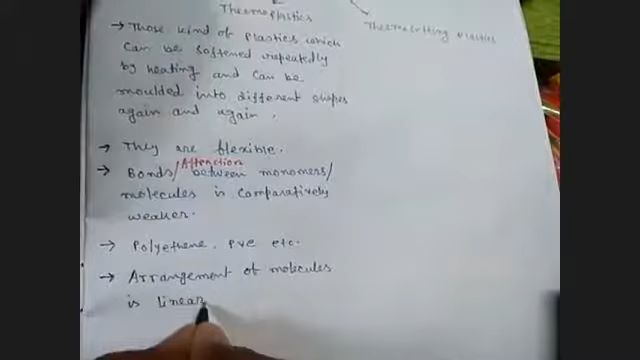 Thermoplastics
Thermosetting Plastics
→ Those kind of plastics which
can be softened repeatedly
by heating and can be
moulded into different shapes
again and again.
→ They are flexible.
Attraction
→ Bonds/ between monomers/
molecules is comparatively
weaker.
→ Polyethene, PVC etc.
→ Arrangement of molecules
is linear